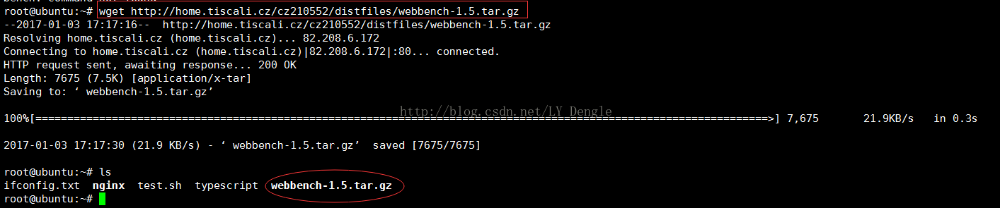 root@ubuntu:~# wget http://home.tiscali.cz/cz210552/distfiles/webbench-1.5.tar.gz
--2017-01-03 17:17:16--  http://home.tiscali.cz/cz210552/distfiles/webbench-1.5.tar.gz
Resolving home.tiscali.cz (home.tiscali.cz)... 82.208.6.172
Connecting to home.tiscali.cz (home.tiscali.cz)|82.208.6.172|:80... connected.
HTTP request sent, awaiting response... 200 OK
Length: 7675 (7.5K) [application/x-tar]
Saving to: ‘ webbench-1.5.tar.gz’
http://blog.csdn.net/LY_Dengle
100%[====================================================================================================================>] 7,675       21.9KB/s   in 0.3s
2017-01-03 17:17:30 (21.9 KB/s) - ‘ webbench-1.5.tar.gz’  saved [7675/7675]
root@ubuntu:~# ls
ifconfig.txt  nginx  test.sh  typescript  webbench-1.5.tar.gz
root@ubuntu:~#